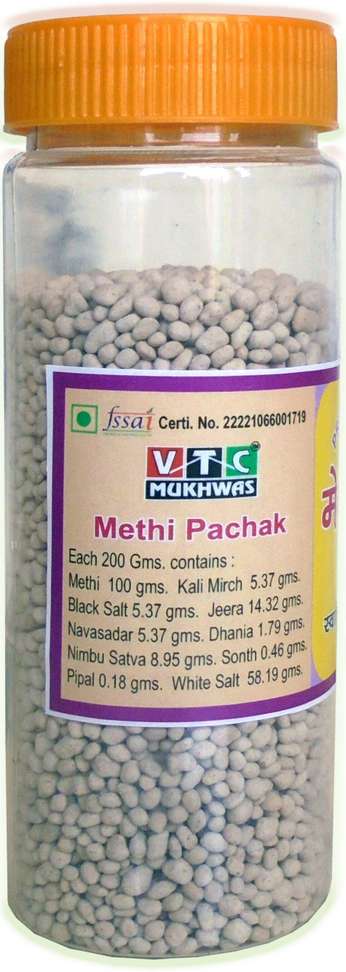 fssai Certi. No. 22221066001719
VTC
MUKHWAS
Methi Pachak
Each 200 Gms. contains :
Methi 100 gms. Kali Mirch 5.37 gms.
Black Salt 5.37 gms. Jeera 14.32 gms.
Navasadar 5.37 gms. Dhania 1.79 gms.
Nimbu Satva 8.95 gms. Sonth 0.46 gms.
Pipal 0.18 gms. White Salt 58.19 gms.